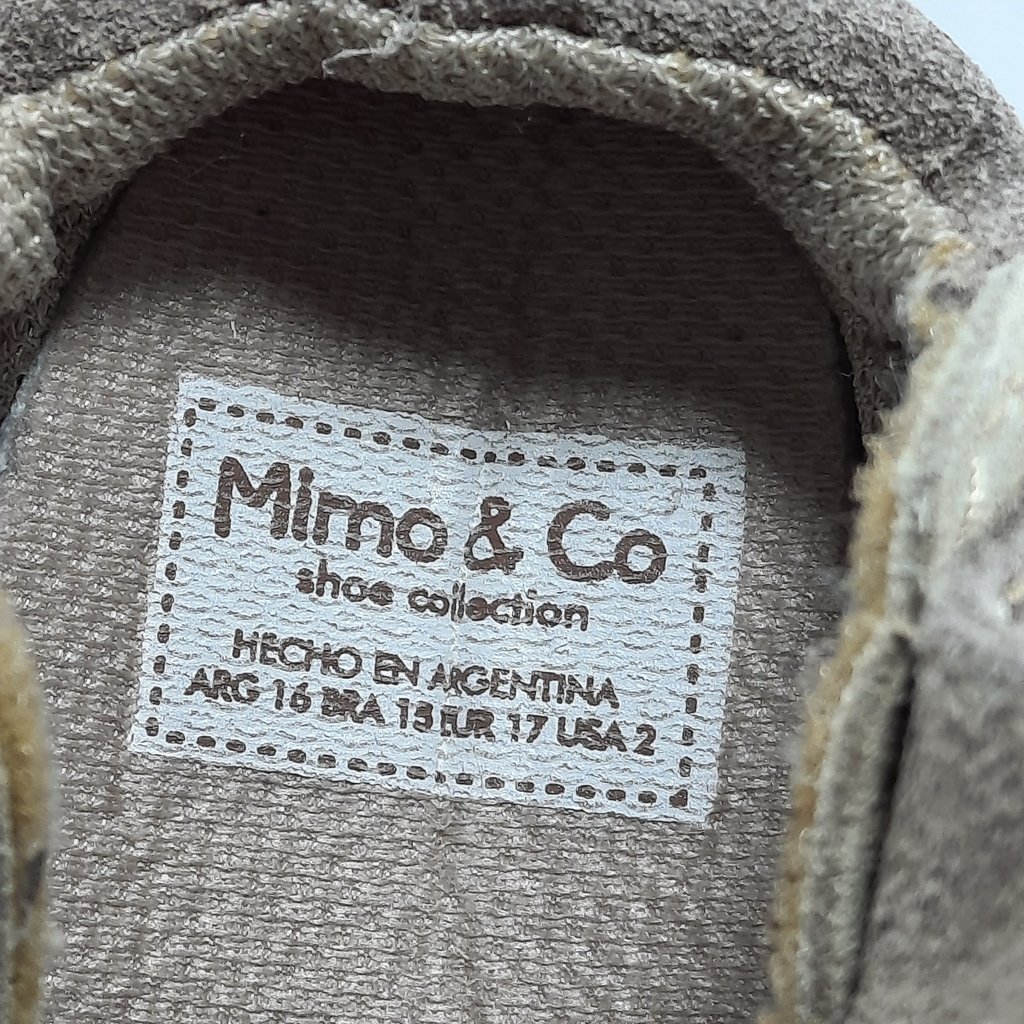 Mimo & Co
shoe collection
HECHO EN ARGENTINA
ARG 16 BRA 15 EUR 17 USA 2